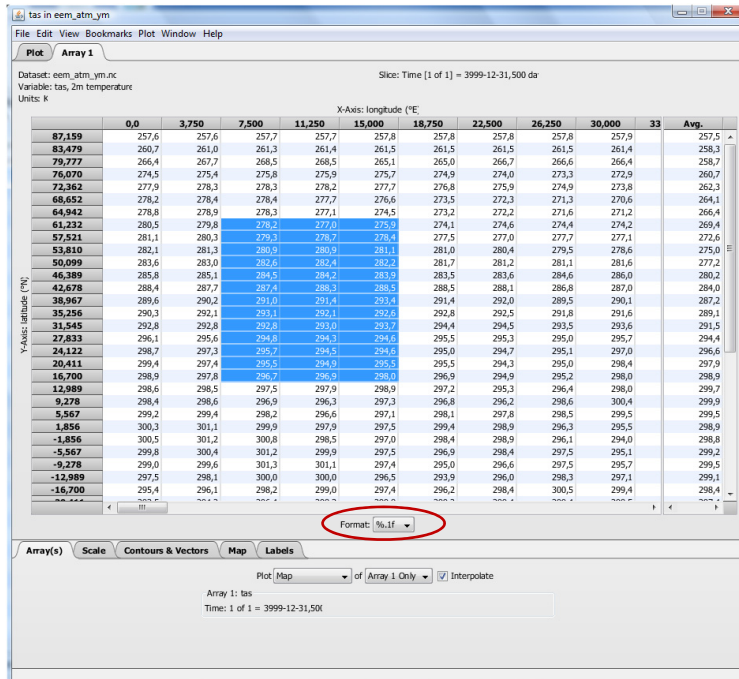 tas in eem_atm_ym
File Edit View Bookmarks Plot Window Help
Plot Array 1
Dataset: eem_atm_ym.nc Slice: Time [1 of 1] = 3999-12-31,500 da
Variable: tas, 2m temperature
Units: K
X-Axis: longitude (°E)
0,0 3,750 7,500 11,250 15,000 18,750 22,500 26,250 30,000 33 Avg.
Y-Axis: latitude (°N)
87,159 257,6 257,6 257,7 257,7 257,8 257,8 257,8 257,8 257,9 257,5
83,479 260,7 261,0 261,3 261,4 261,5 261,5 261,5 261,5 261,4 258,3
79,777 266,4 267,7 268,5 268,5 265,1 265,0 266,7 266,6 266,4 258,7
76,070 274,5 275,4 275,8 275,9 275,7 274,9 274,0 273,3 272,9 260,7
72,362 277,9 278,3 278,3 278,2 277,7 276,8 275,9 274,9 273,8 262,3
68,652 278,2 278,4 278,4 277,7 276,6 273,5 272,3 271,3 270,6 264,1
64,942 278,8 278,9 278,3 277,1 274,5 273,2 272,2 271,6 271,2 266,4
61,232 280,5 279,8 278,2 277,0 275,9 274,1 274,6 274,4 274,2 269,4
57,521 281,1 280,3 279,3 278,7 278,4 277,5 277,0 277,7 277,1 272,6
53,810 282,1 281,3 280,9 280,9 281,1 281,0 280,4 279,5 278,6 275,0
50,099 283,6 283,0 282,6 282,4 282,2 281,7 281,2 281,1 281,6 277,2
46,389 285,8 285,1 284,5 284,2 283,9 283,5 283,6 284,6 286,0 280,2
42,678 288,4 287,7 287,4 288,3 288,5 288,5 288,1 286,8 287,0 284,0
38,967 289,6 290,2 291,0 291,4 293,4 291,4 292,0 289,5 290,1 287,2
35,256 290,3 292,1 293,1 292,1 292,6 292,8 292,5 291,8 291,6 289,1
31,545 292,8 292,8 292,8 293,0 293,7 294,4 294,5 293,5 293,6 291,5
27,833 296,1 295,6 294,8 294,3 294,6 295,5 295,3 295,0 295,7 294,4
24,122 298,7 297,3 295,7 294,5 294,6 295,0 294,7 295,1 297,0 296,6
20,411 299,4 297,4 295,5 294,9 295,5 295,5 294,3 295,0 298,4 297,9
16,700 298,9 297,8 296,7 296,9 298,0 296,9 294,9 295,2 298,0 298,9
12,989 298,6 298,5 297,5 297,9 298,9 297,2 295,3 296,4 298,0 299,7
9,278 298,4 298,6 296,9 296,3 297,3 296,8 296,2 298,6 300,4 299,9
5,567 299,2 299,4 298,2 296,6 297,1 298,1 297,8 298,5 299,5 299,5
1,856 300,3 301,1 299,9 297,9 297,5 299,4 298,9 296,3 295,5 298,9
-1,856 300,5 301,2 300,8 298,5 297,0 298,4 298,9 296,1 294,0 298,8
-5,567 299,8 300,4 301,2 299,9 297,5 296,9 298,2 297,5 295,1 299,2
-9,278 299,0 299,6 301,3 301,1 297,4 295,0 296,6 297,5 295,7 299,5
-12,989 297,5 298,1 300,0 300,0 296,5 293,9 296,0 298,3 297,1 299,1
-16,700 295,4 296,1 298,2 299,0 297,4 296,2 298,4 300,5 299,4 298,4
Format: %.1f
Array(s) Scale Contours & Vectors Map Labels
Plot Map of Array 1 Only Interpolate
Array 1: tas
Time: 1 of 1 = 3999-12-31,50